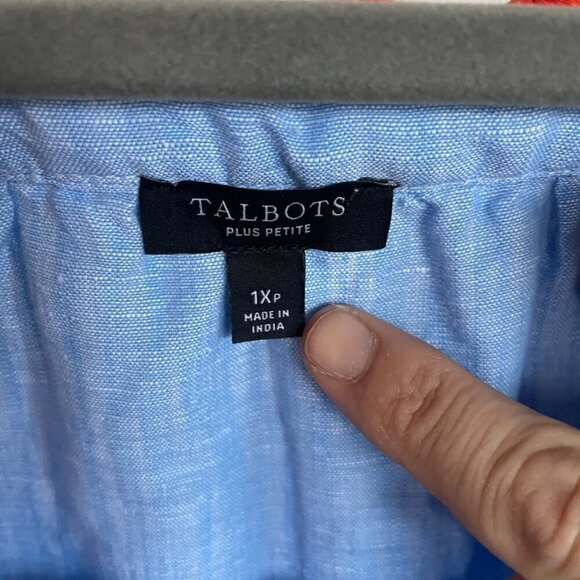 TALBOTS
PLUS PETITE
1XP
MADE IN
INDIA